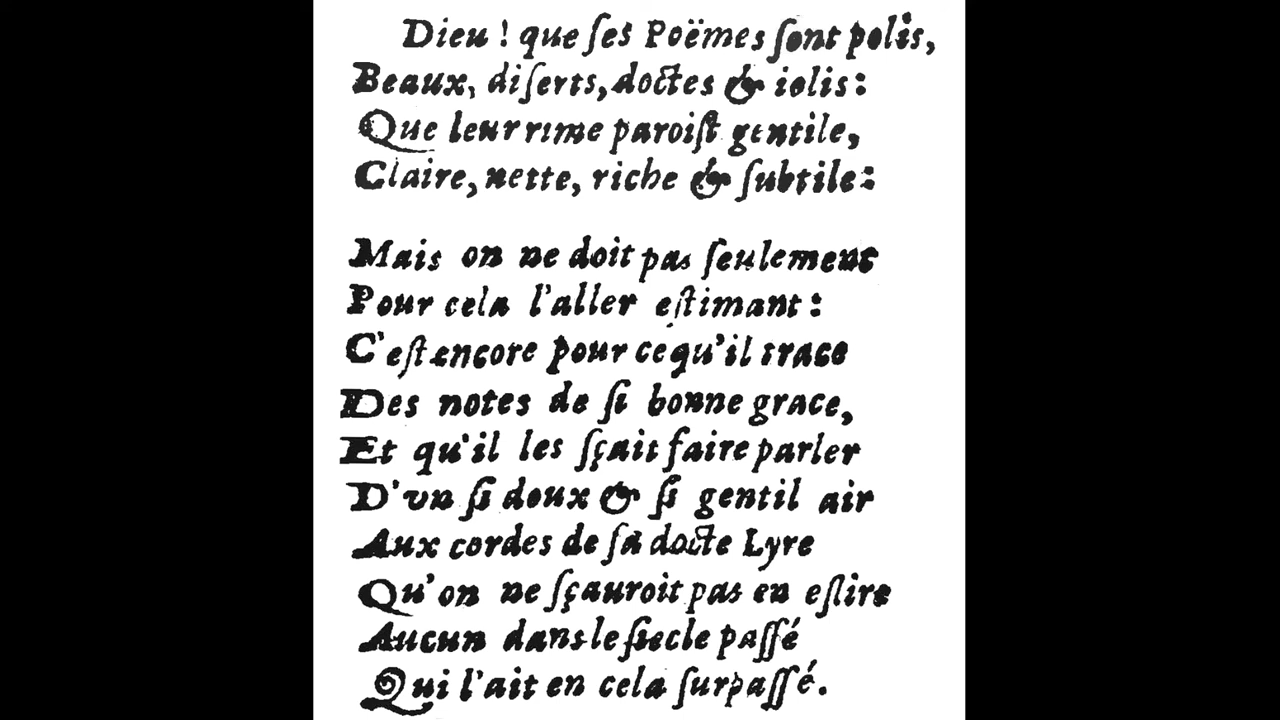 Dieu ! que ſes Poëmes ſont polis,
Beaux, diſerts, doctes & iolis:
Que leur rime paroiſt gentile,
Claire, nette, riche & ſubtile:
Mais on ne doit pas ſeulement
Pour cela l'aller eſtimant:
C'eſt encore pour ce qu'il trace
Des notes de ſi bonne grace,
Et qu'il les ſçait faire parler
D'vn ſi doux & ſi gentil air
Aux cordes de ſa docte Lyre
Qu'on ne ſçauroit pas en eſlire
Aucun dans le ſiecle paſſé
Qui l'ait en cela ſurpaſſé.